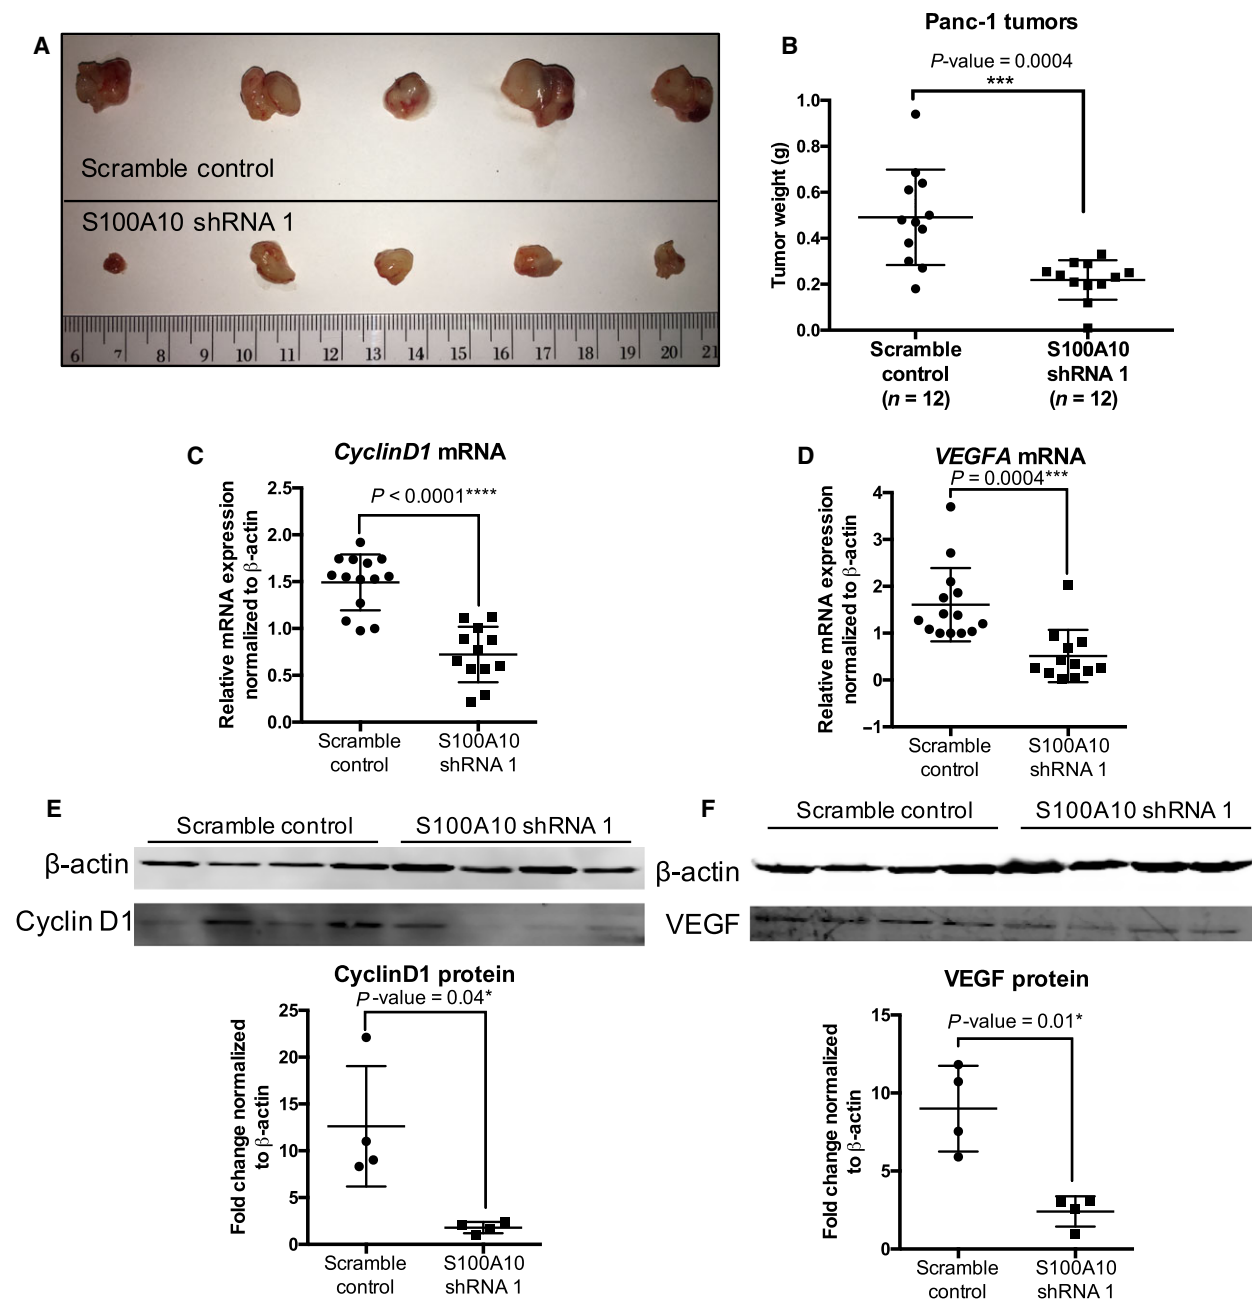 A
Scramble control
S100A10 shRNA 1
6 7 8 9 10 11 12 13 14 15 16 17 18 19 20 21
B
Panc-1 tumors
P-value = 0.0004
***
Tumor weight (g)
1.0
0.8
0.6
0.4
0.2
0.0
Scramble
control
(n = 12)
S100A10
shRNA 1
(n = 12)
C
CyclinD1 mRNA
P < 0.0001****
Relative mRNA expression
normalized to β-actin
2.5
2.0
1.5
1.0
0.5
0.0
Scramble
control
S100A10
shRNA 1
D
VEGFA mRNA
P = 0.0004***
Relative mRNA expression
normalized to β-actin
4
3
2
1
0
–1
Scramble
control
S100A10
shRNA 1
E
Scramble control
S100A10 shRNA 1
β-actin
Cyclin D1
CyclinD1 protein
P-value = 0.04*
Fold change normalized
to β-actin
25
20
15
10
5
0
Scramble
control
S100A10
shRNA 1
F
Scramble control
S100A10 shRNA 1
β-actin
VEGF
VEGF protein
P-value = 0.01*
Fold change normalized
to β-actin
15
10
5
0
Scramble
control
S100A10
shRNA 1